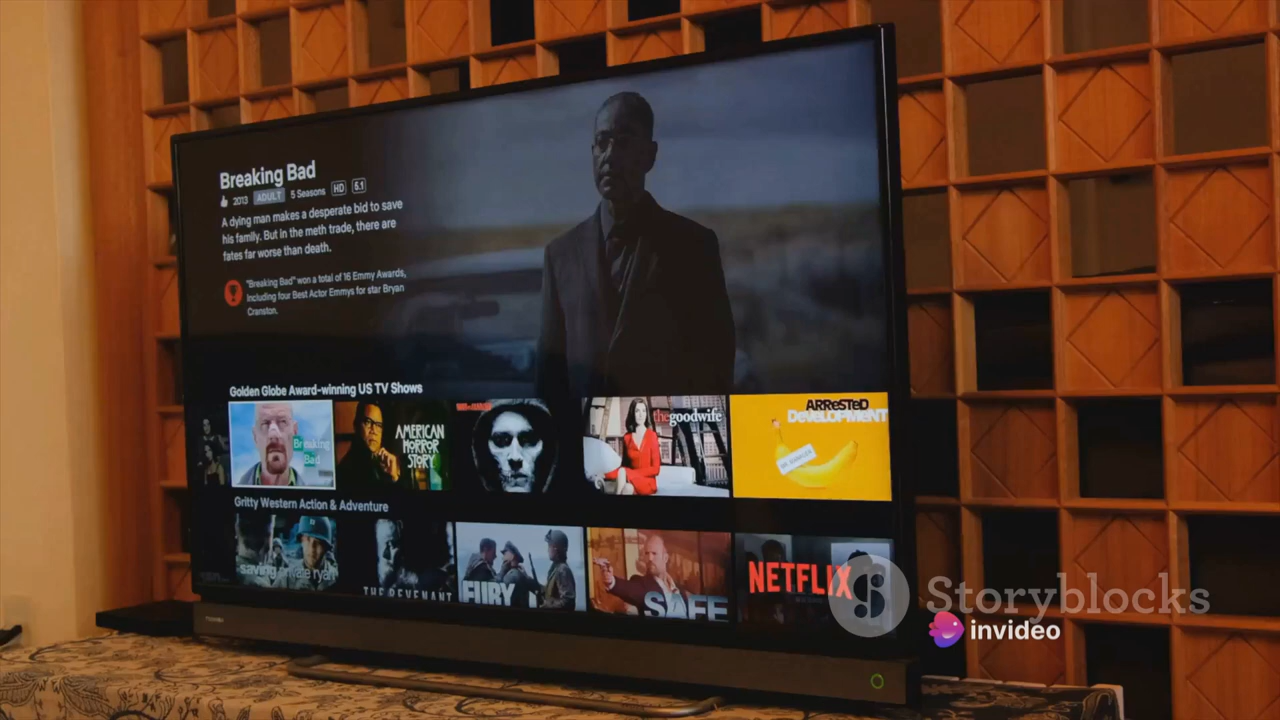 Breaking Bad
2013 ADULT 5 Seasons HD 5.1
A dying man makes a desperate bid to save
his family. But in the meth trade, there are
fates far worse than death.
"Breaking Bad" won a total of 16 Emmy Awards,
including four Best Actor Emmys for star Bryan
Cranston.
Golden Globe Award-winning US TV Shows
Breaking
Bad
AMERICAN
HORROR
STORY
thegoodwife
ARReSTeD
DeVeLOPMENT
Gritty Western Action & Adventure
saving private ryan
THE REVENANT
FURY
SAFE
NETFLIX
TOSHIBA
Storyblocks
invideo